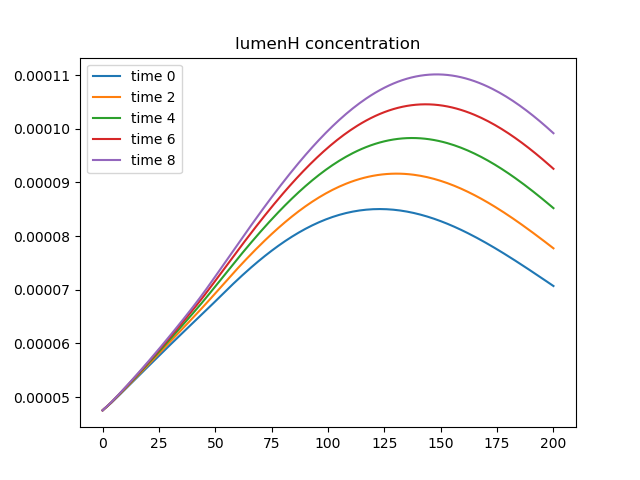 lumenH concentration
0.00011
0.00010
0.00009
0.00008
0.00007
0.00006
0.00005
time 0
time 2
time 4
time 6
time 8
0 25 50 75 100 125 150 175 200